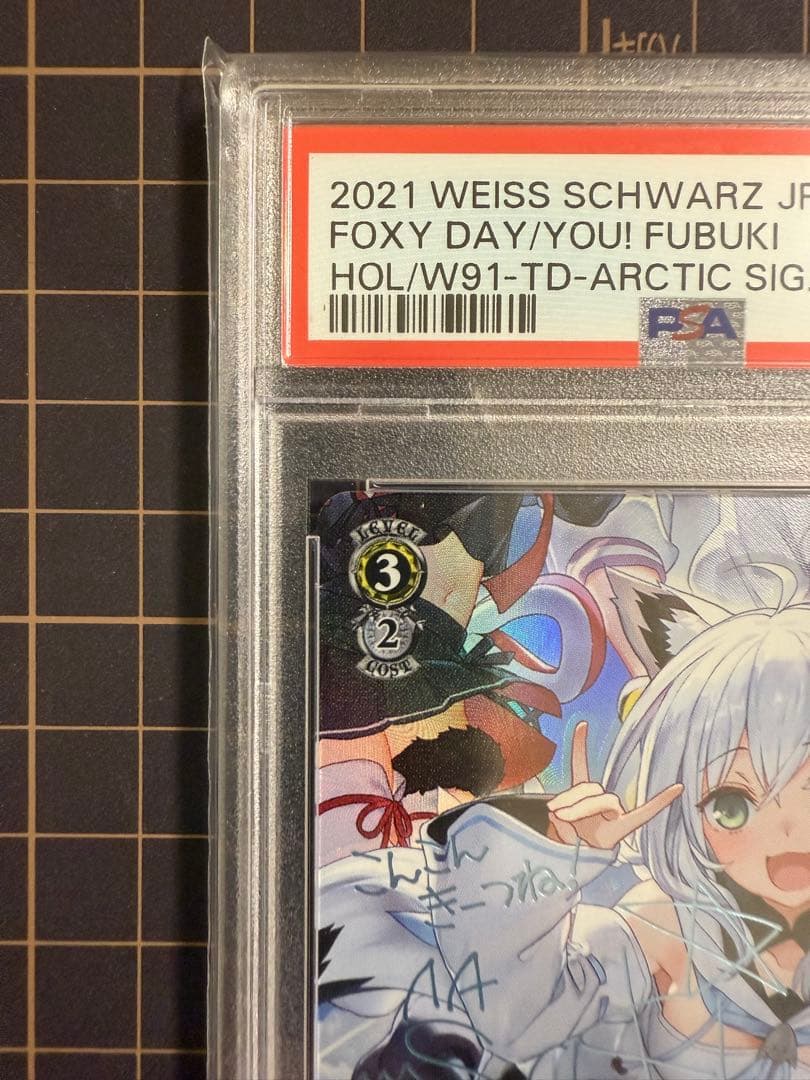 2021 WEISS SCHWARZ JP
FOXY DAY/YOU! FUBUKI
HOL/W91-TD-ARCTIC SIG.
PSA
LEVEL
3
2
COST
こんこん
きーつね!